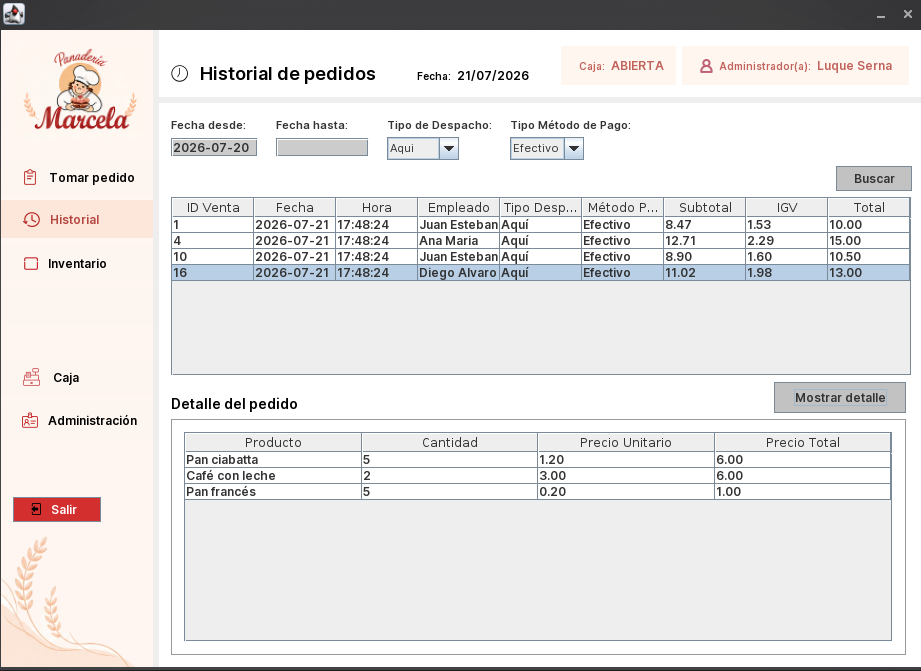 Panadería
Marcela
Historial de pedidos
Fecha: 21/07/2026
Caja: ABIERTA
Administrador(a): Luque Serna
Tomar pedido
Historial
Inventario
Caja
Administración
Salir
Fecha desde: Fecha hasta: Tipo de Despacho: Tipo Método de Pago:
2026-07-20 Aqui Efectivo
Buscar
ID Venta Fecha Hora Empleado Tipo Desp... Método P... Subtotal IGV Total
1 2026-07-21 17:48:24 Juan Esteban Aquí Efectivo 8.47 1.53 10.00
4 2026-07-21 17:48:24 Ana Maria Aquí Efectivo 12.71 2.29 15.00
10 2026-07-21 17:48:24 Juan Esteban Aquí Efectivo 8.90 1.60 10.50
16 2026-07-21 17:48:24 Diego Alvaro Aquí Efectivo 11.02 1.98 13.00
Detalle del pedido
Mostrar detalle
Producto Cantidad Precio Unitario Precio Total
Pan ciabatta 5 1.20 6.00
Café con leche 2 3.00 6.00
Pan francés 5 0.20 1.00